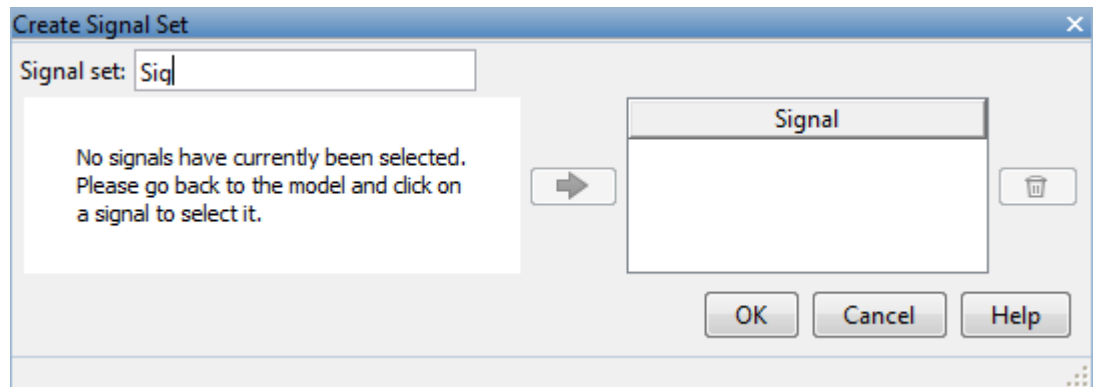 Create Signal Set
Signal set: Sig
No signals have currently been selected.
Please go back to the model and click on
a signal to select it.
Signal
OK Cancel Help